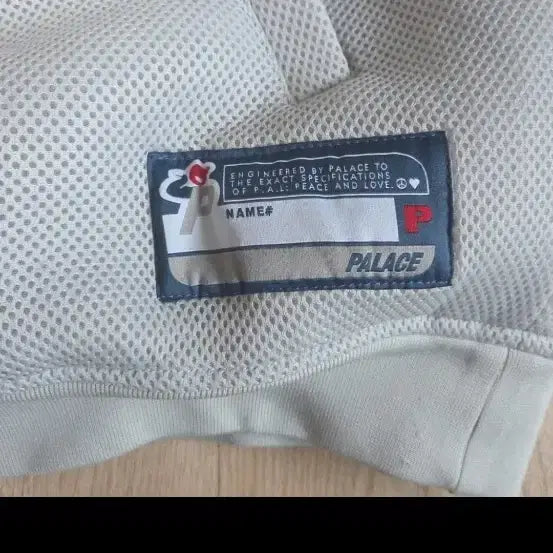 P
ENGINEERED BY PALACE TO
THE EXACT SPECIFICATIONS
OF P.A.L: PEACE AND LOVE. ☮♥
NAME#
P
PALACE